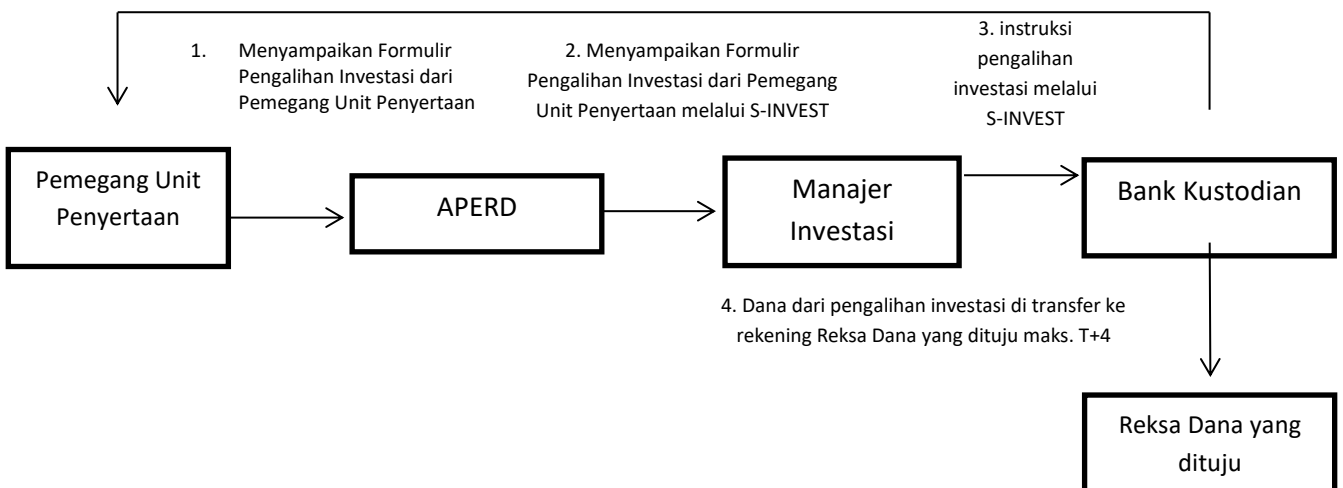 1. Menyampaikan Formulir
Pengalihan Investasi dari
Pemegang Unit Penyertaan
2. Menyampaikan Formulir
Pengalihan Investasi dari Pemegang
Unit Penyertaan melalui S-INVEST
3. instruksi
pengalihan
investasi melalui
S-INVEST
Pemegang Unit
Penyertaan
APERD
Manajer
Investasi
Bank Kustodian
4. Dana dari pengalihan investasi di transfer ke
rekening Reksa Dana yang dituju maks. T+4
Reksa Dana yang
dituju